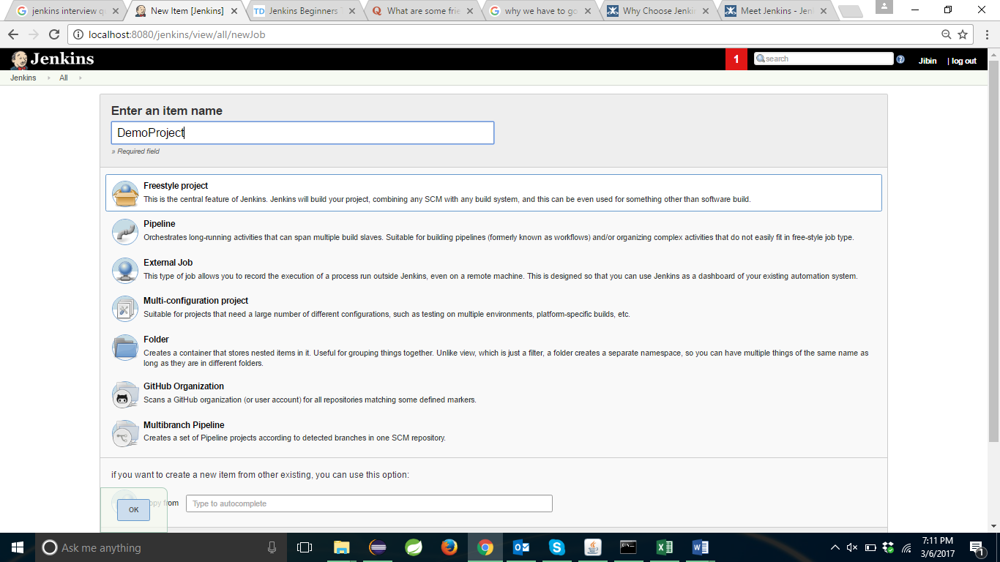 jenkins interview q
New Item [Jenkins]
TD Jenkins Beginners
What are some frie
why we have to go
Why Choose Jenki
Meet Jenkins - Jen
localhost:8080/jenkins/view/all/newJob
Jenkins
1
search
Jibin
| log out
Jenkins
All
Enter an item name
DemoProject
» Required field
Freestyle project
This is the central feature of Jenkins. Jenkins will build your project, combining any SCM with any build system, and this can be even used for something other than software build.
Pipeline
Orchestrates long-running activities that can span multiple build slaves. Suitable for building pipelines (formerly known as workflows) and/or organizing complex activities that do not easily fit in free-style job type.
External Job
This type of job allows you to record the execution of a process run outside Jenkins, even on a remote machine. This is designed so that you can use Jenkins as a dashboard of your existing automation system.
Multi-configuration project
Suitable for projects that need a large number of different configurations, such as testing on multiple environments, platform-specific builds, etc.
Folder
Creates a container that stores nested items in it. Useful for grouping things together. Unlike view, which is just a filter, a folder creates a separate namespace, so you can have multiple things of the same name as
long as they are in different folders.
GitHub Organization
Scans a GitHub organization (or user account) for all repositories matching some defined markers.
Multibranch Pipeline
Creates a set of Pipeline projects according to detected branches in one SCM repository.
if you want to create a new item from other existing, you can use this option:
OK
opy from
Type to autocomplete
Ask me anything
7:11 PM
3/6/2017
1